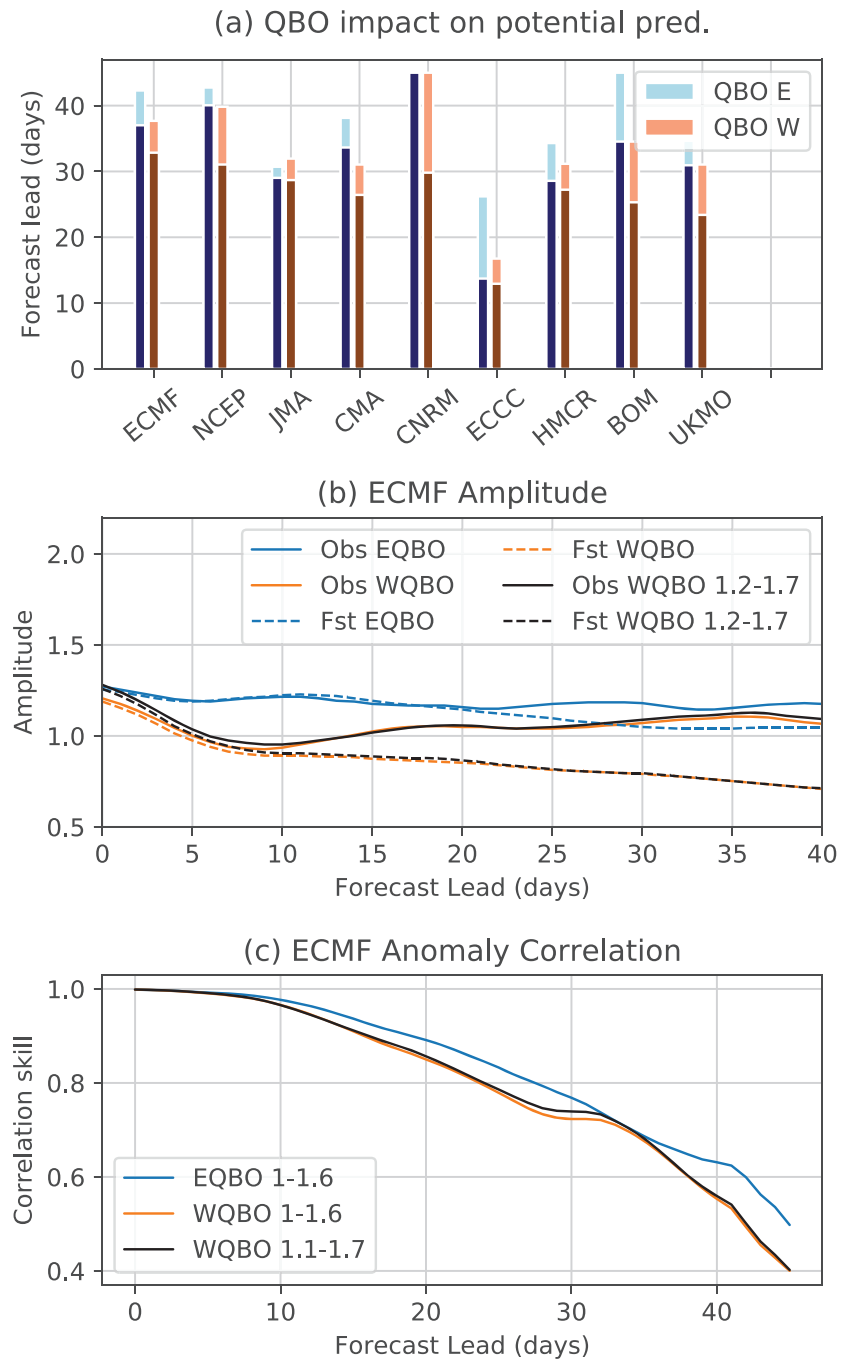 (a) QBO impact on potential pred.
Forecast lead (days)
40
30
20
10
0
QBO E
QBO W
ECMF
NCEP
JMA
CMA
CNRM
ECCC
HMCR
BOM
UKMO
(b) ECMF Amplitude
Amplitude
2.0
1.5
1.0
0.5
Obs EQBO
Obs WQBO
Fst EQBO
Fst WQBO
Obs WQBO 1.2-1.7
Fst WQBO 1.2-1.7
0 5 10 15 20 25 30 35 40
Forecast Lead (days)
(c) ECMF Anomaly Correlation
Correlation skill
1.0
0.8
0.6
0.4
EQBO 1-1.6
WQBO 1-1.6
WQBO 1.1-1.7
0 10 20 30 40
Forecast Lead (days)